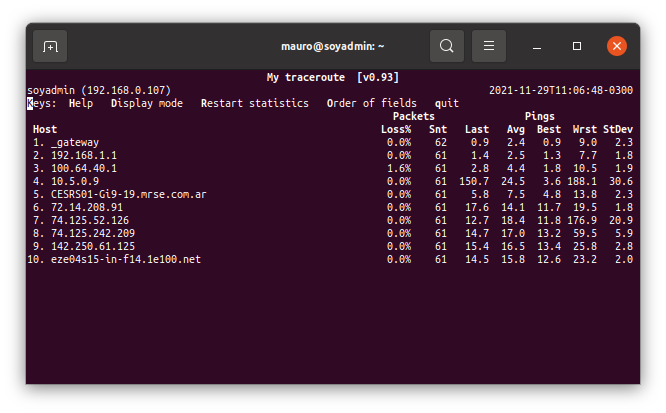 mauro@soyadmin: ~
My traceroute  [v0.93]
soyadmin (192.168.0.107)                2021-11-29T11:06:48-0300
Keys:  Help   Display mode   Restart statistics   Order of fields   quit
Packets               Pings
Host                Loss%   Snt   Last   Avg  Best  Wrst StDev
1. _gateway         0.0%    62    0.9   2.4   0.9   9.0   2.3
2. 192.168.1.1      0.0%    61    1.4   2.5   1.3   7.7   1.8
3. 100.64.40.1      1.6%    61    2.8   4.4   1.8  10.5   1.9
4. 10.5.0.9         0.0%    61  150.7  24.5   3.6 188.1  30.6
5. CESRS01-Gi9-19.mrse.com.ar   0.0%    61    5.8   7.5   4.8  13.8   2.3
6. 72.14.208.91     0.0%    61   17.6  14.1  11.7  19.5   1.8
7. 74.125.52.126    0.0%    61   12.7  18.4  11.8 176.9  20.9
8. 74.125.242.209   0.0%    61   14.7  17.0  13.2  59.5   5.9
9. 142.250.61.125   0.0%    61   15.4  16.5  13.4  25.8   2.8
10. eze04s15-in-f14.1e100.net   0.0%    61   14.5  15.8  12.6  23.2   2.0